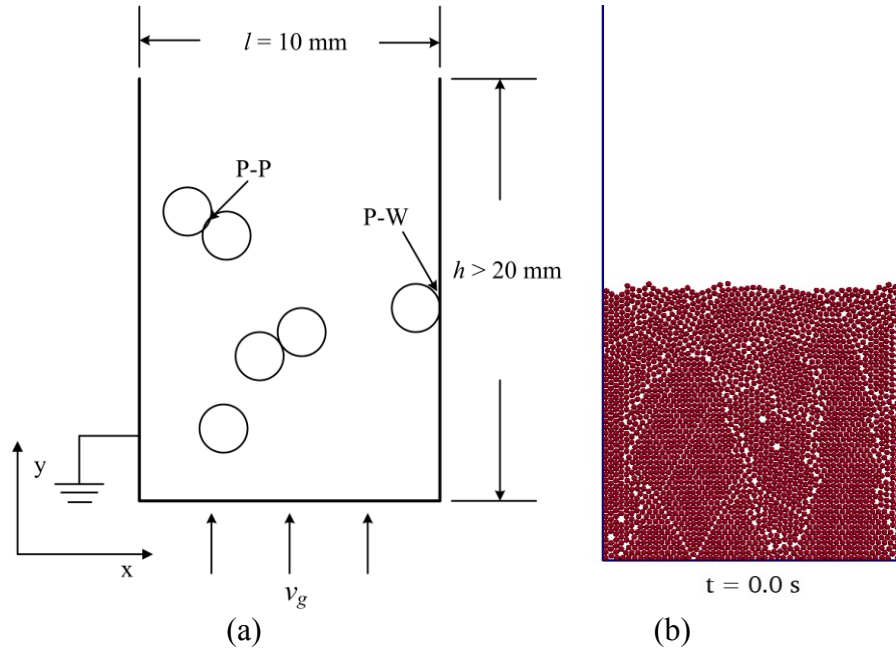 l = 10 mm
P-P
P-W
h > 20 mm
y
x
v_g
t = 0.0 s
(a)
(b)